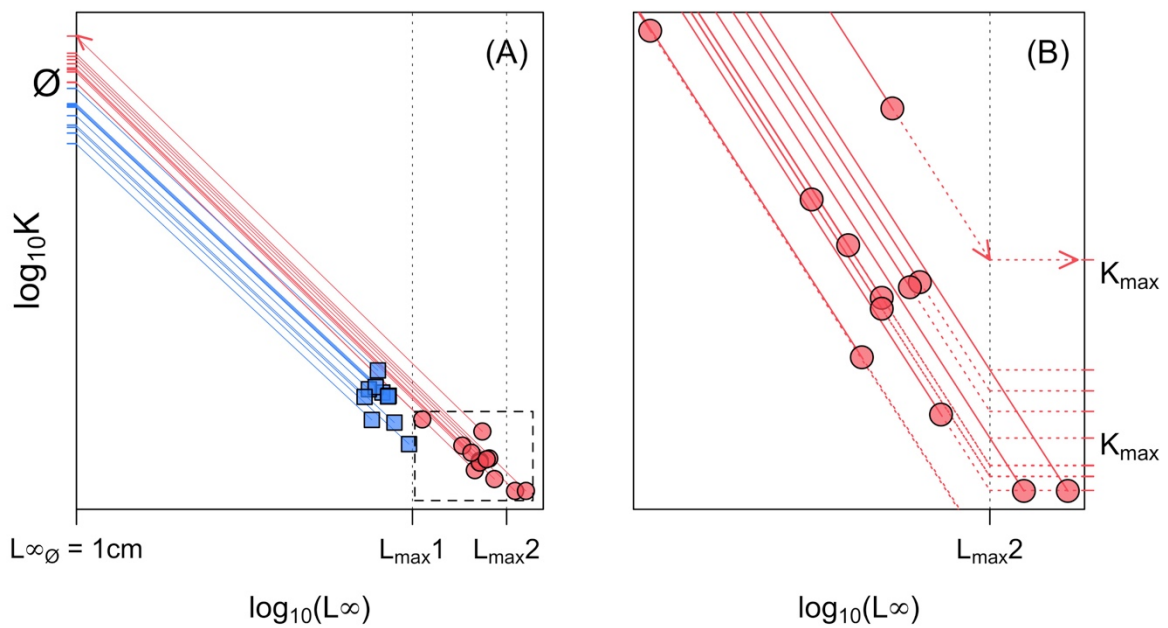 (A)
Ø
log₁₀K
L∞Ø = 1cm
Lmax1
Lmax2
log₁₀(L∞)
(B)
Kmax
Kmax
Lmax2
log₁₀(L∞)